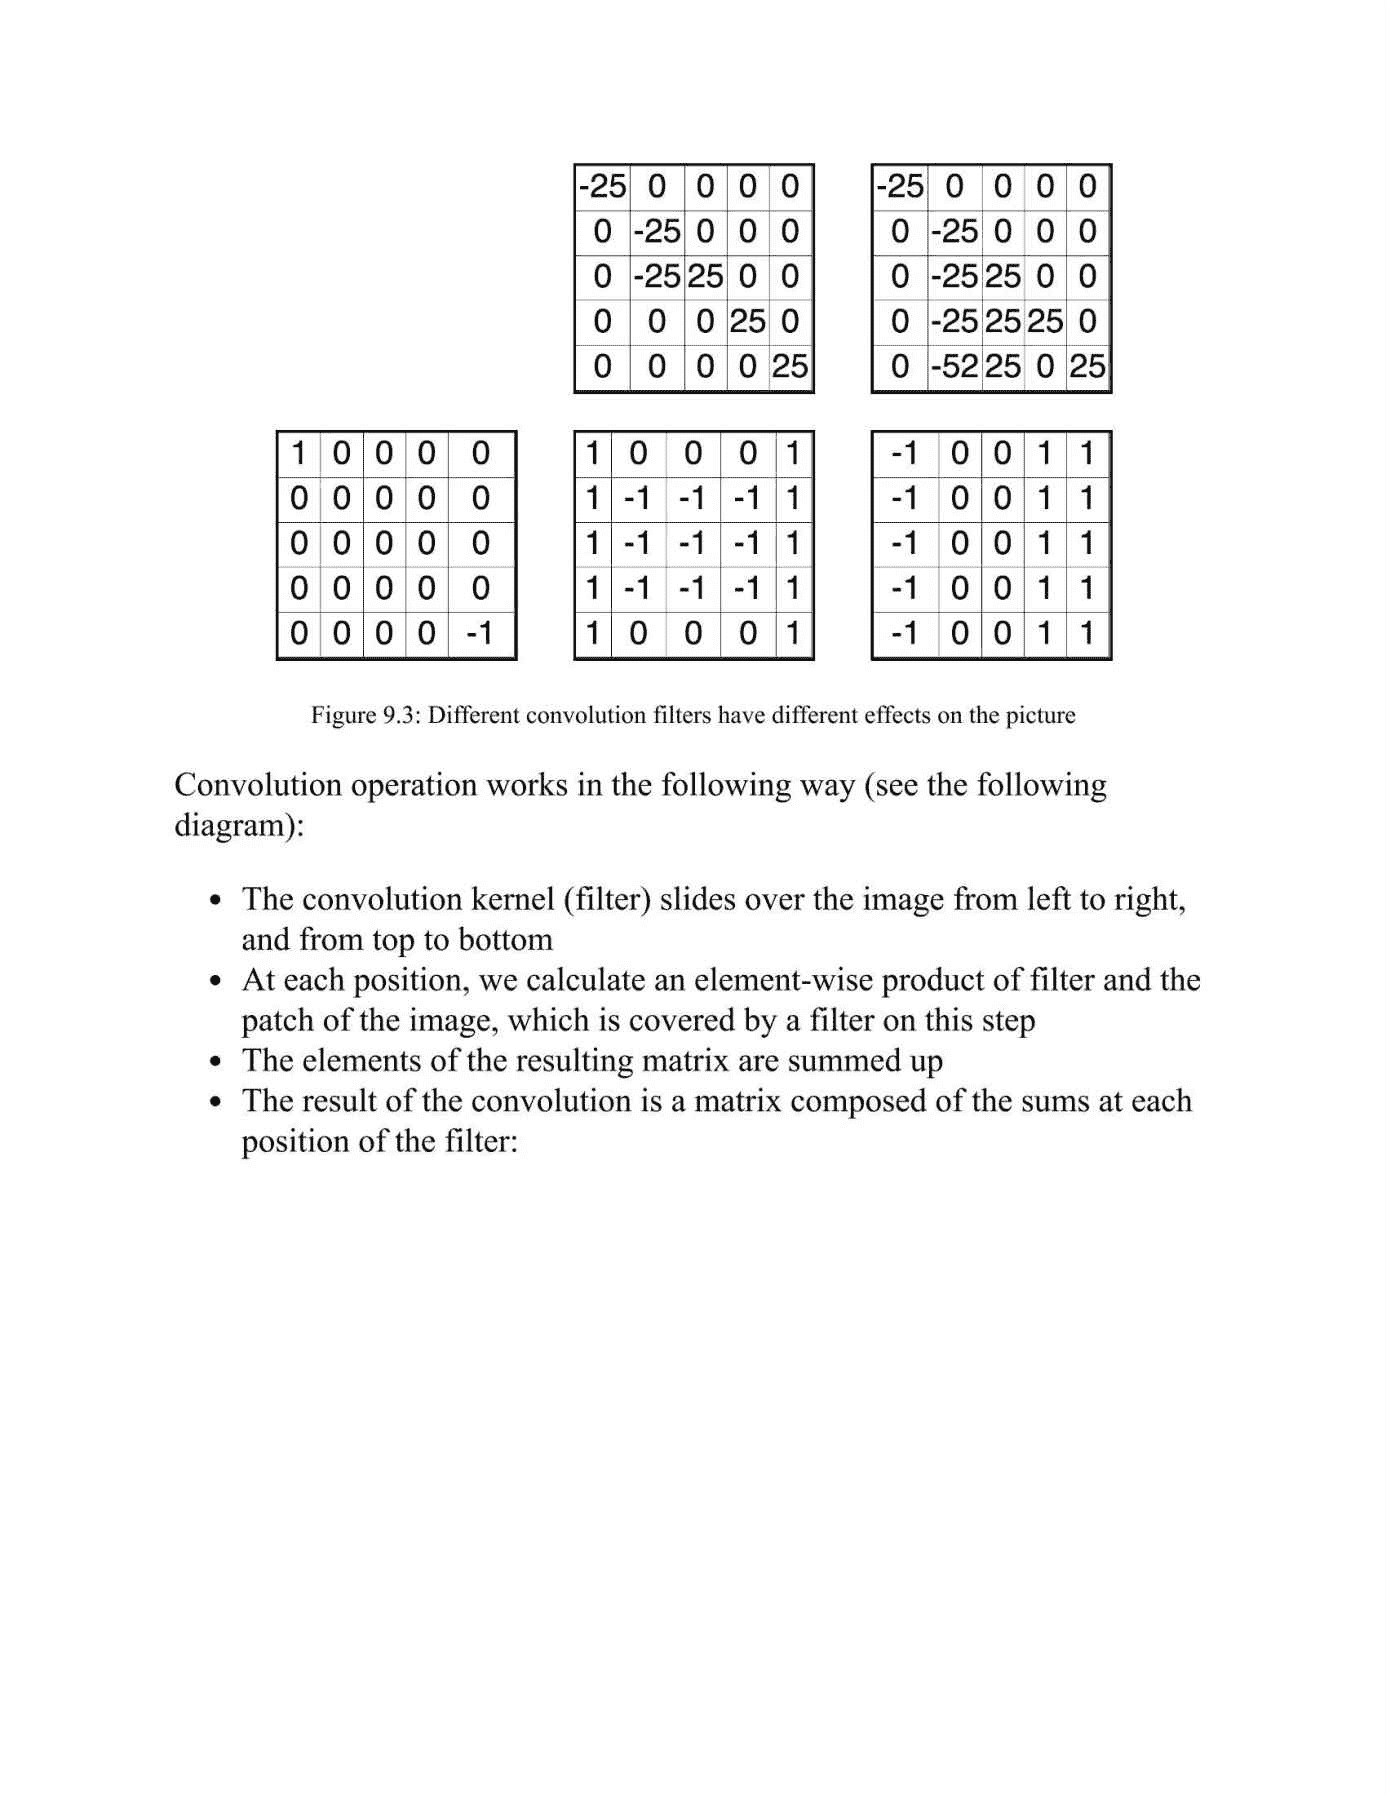 -25 0 0 0 0
0 -25 0 0 0
0 -25 25 0 0
0 0 0 25 0
0 0 0 0 25
-25 0 0 0 0
0 -25 0 0 0
0 -25 25 0 0
0 -25 25 25 0
0 -52 25 0 25
1 0 0 0 0
0 0 0 0 0
0 0 0 0 0
0 0 0 0 0
0 0 0 0 -1
1 0 0 0 1
1 -1 -1 -1 1
1 -1 -1 -1 1
1 -1 -1 -1 1
1 0 0 0 1
-1 0 0 1 1
-1 0 0 1 1
-1 0 0 1 1
-1 0 0 1 1
-1 0 0 1 1
Figure 9.3: Different convolution filters have different effects on the picture
Convolution operation works in the following way (see the following
diagram):
• The convolution kernel (filter) slides over the image from left to right,
and from top to bottom
• At each position, we calculate an element-wise product of filter and the
patch of the image, which is covered by a filter on this step
• The elements of the resulting matrix are summed up
• The result of the convolution is a matrix composed of the sums at each
position of the filter: